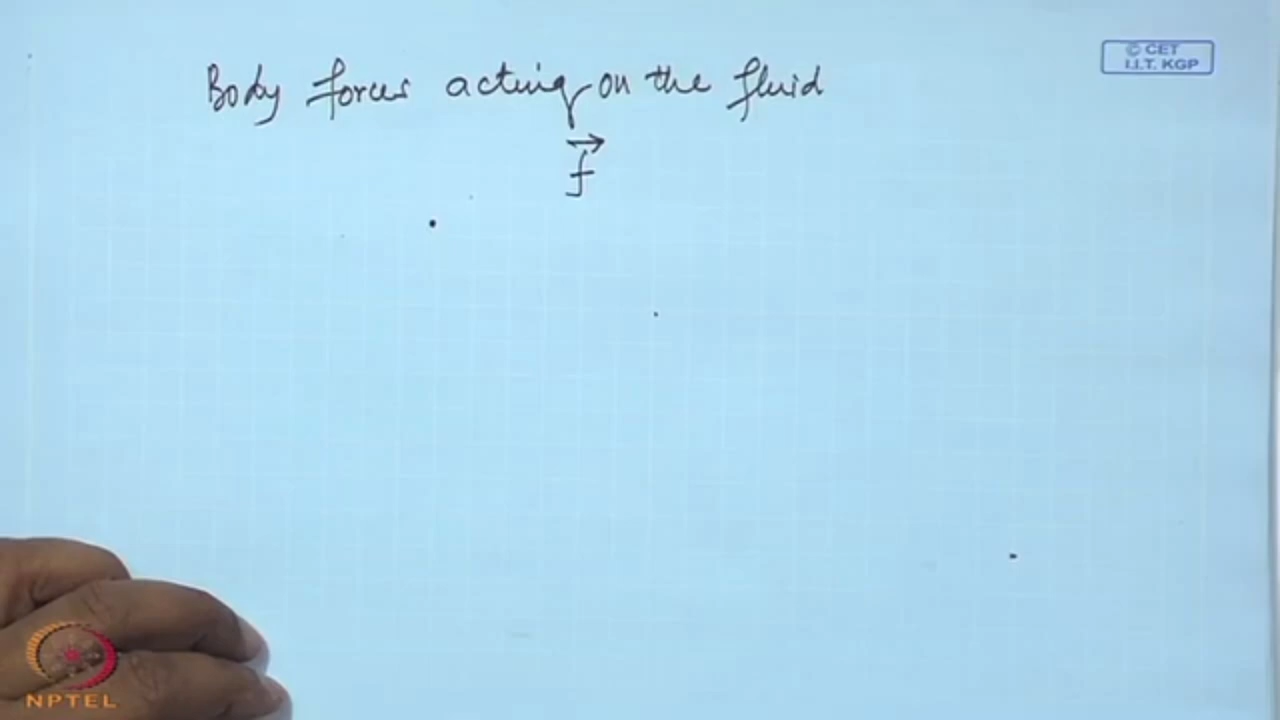 Body forces acting on the fluid
© CET
I.I.T. KGP
f
NPTEL